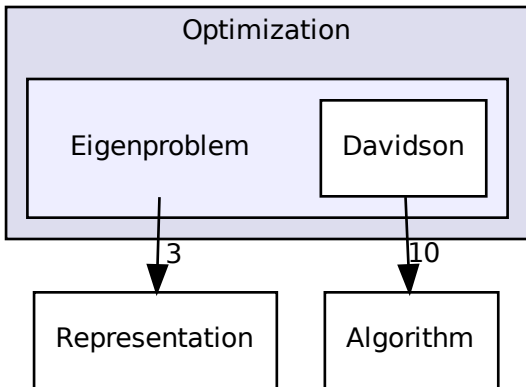 Optimization
Eigenproblem
Davidson
3
10
Representation
Algorithm